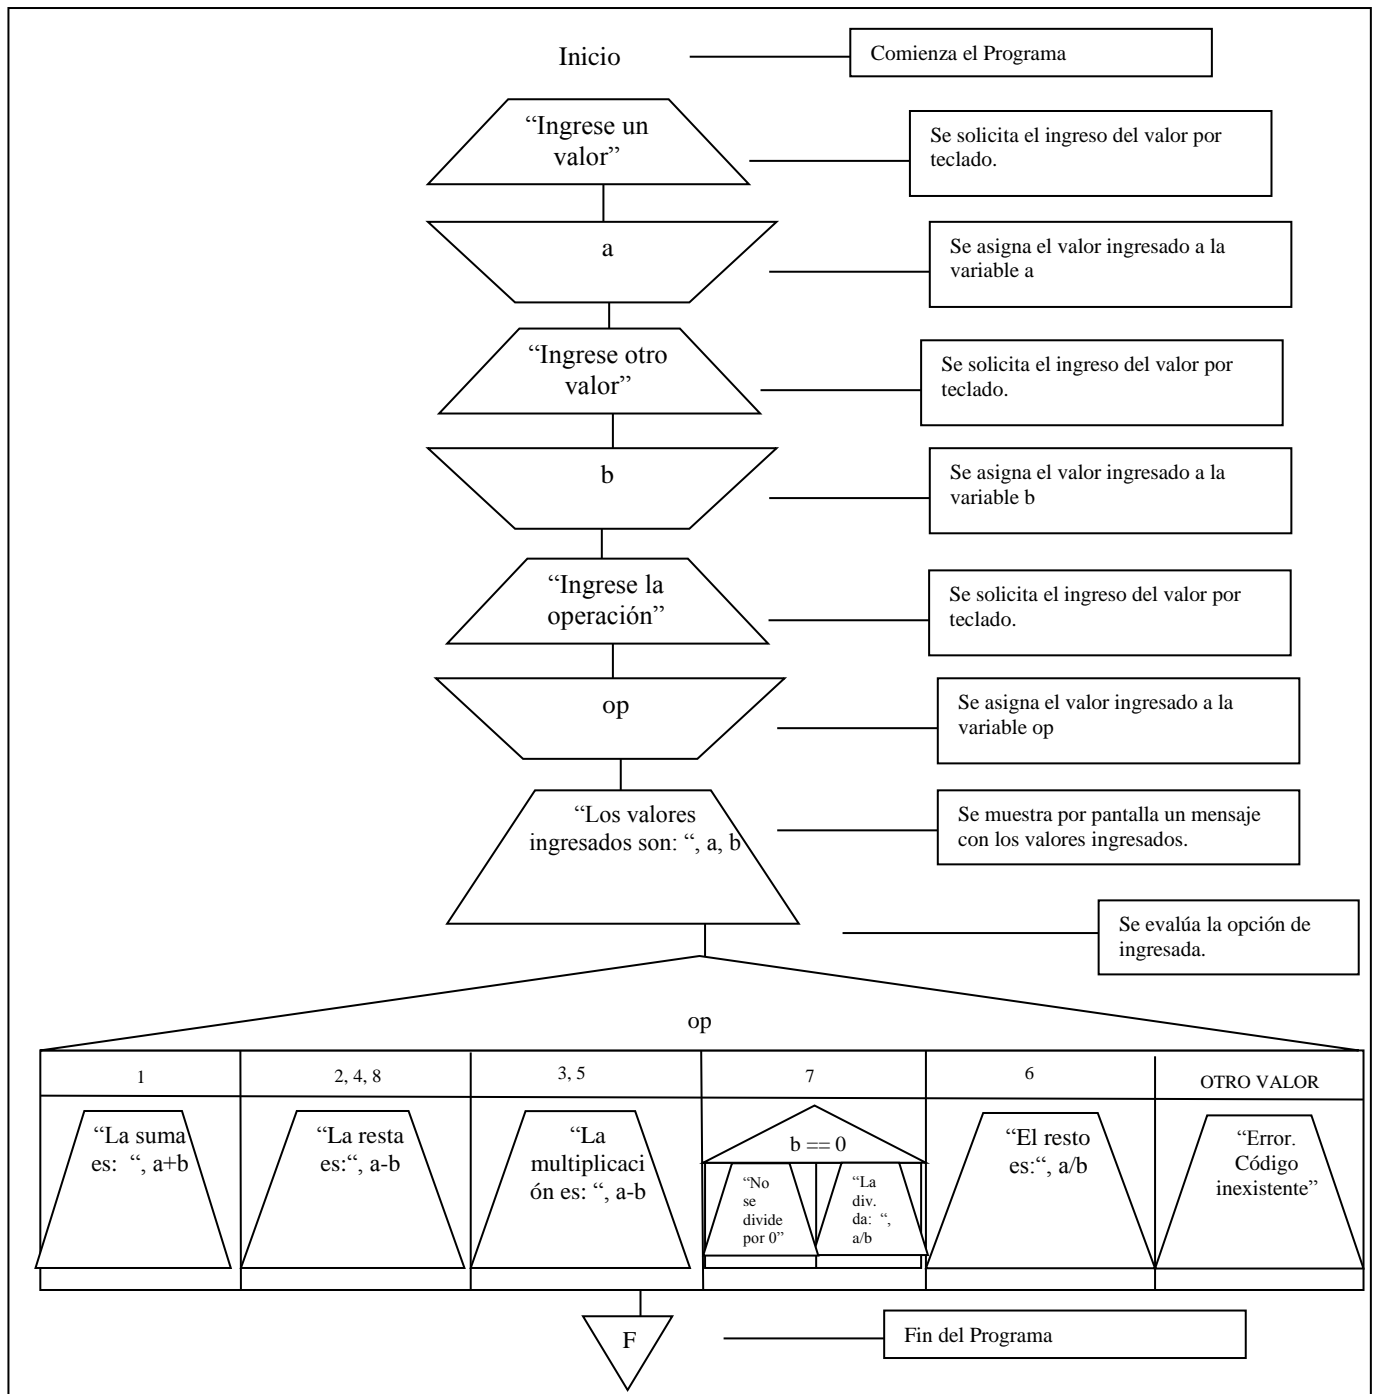 Inicio
Comienza el Programa
“Ingrese un
valor”
Se solicita el ingreso del valor por
teclado.
a
Se asigna el valor ingresado a la
variable a
“Ingrese otro
valor”
Se solicita el ingreso del valor por
teclado.
b
Se asigna el valor ingresado a la
variable b
“Ingrese la
operación”
Se solicita el ingreso del valor por
teclado.
op
Se asigna el valor ingresado a la
variable op
“Los valores
ingresados son: “, a, b
Se muestra por pantalla un mensaje
con los valores ingresados.
Se evalúa la opción de
ingresada.
op
1
2, 4, 8
3, 5
7
6
OTRO VALOR
“La suma
es: “, a+b
“La resta
es:“, a-b
“La
multiplicaci
ón es: “, a-b
b == 0
“No
se
divide
por 0”
“La
div.
da: “,
a/b
“El resto
es:“, a/b
“Error.
Código
inexistente”
F
Fin del Programa